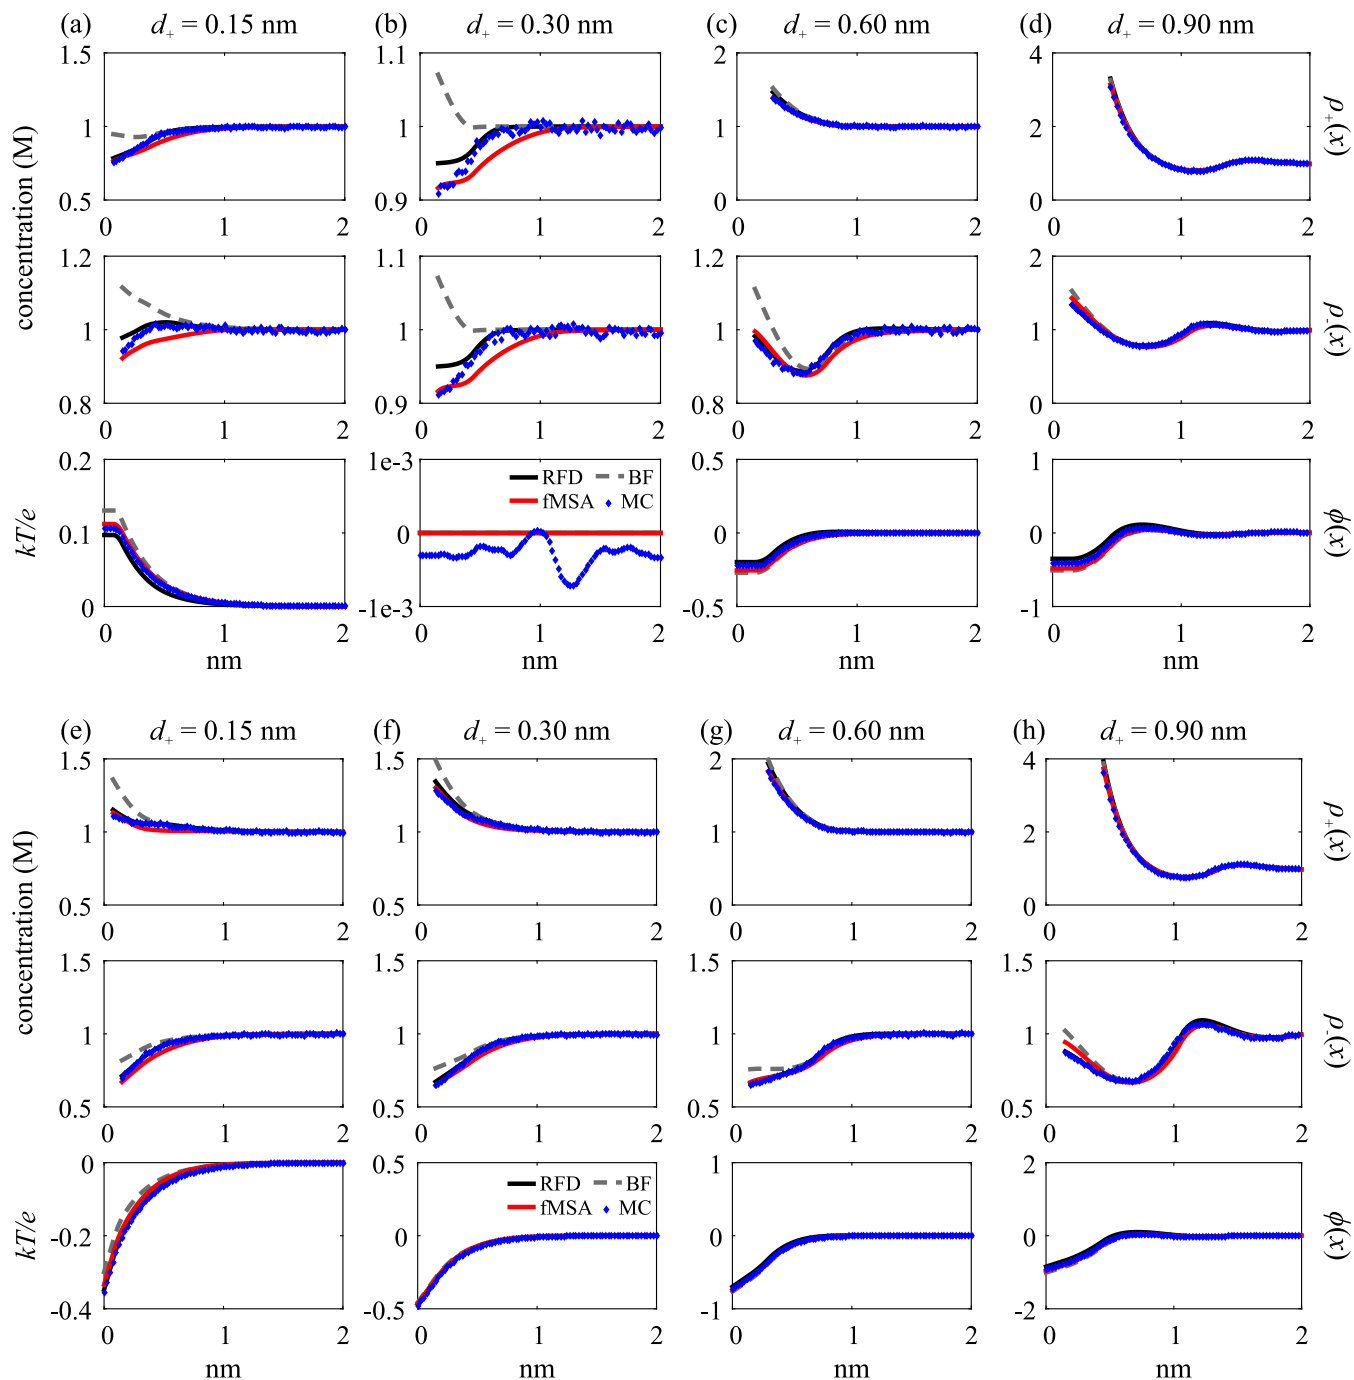 (a) d₊ = 0.15 nm (b) d₊ = 0.30 nm (c) d₊ = 0.60 nm (d) d₊ = 0.90 nm
1.5 1.1 2 4
1 1 1 2 ρ₊(x)
0.5 0.9 0 0
0 1 2 0 1 2 0 1 2 0 1 2
concentration (M)
1.2 1.1 1.2 2
1 1 1 1 ρ₋(x)
0.8 0.9 0.8 0
0 1 2 0 1 2 0 1 2 0 1 2
0.2 1e-3 0.5 1
RFD BF
fMSA MC
kT/e 0.1 0 0 0 ϕ(x)
0 -1e-3 -0.5 -1
0 1 2 0 1 2 0 1 2 0 1 2
nm nm nm nm
(e) d₊ = 0.15 nm (f) d₊ = 0.30 nm (g) d₊ = 0.60 nm (h) d₊ = 0.90 nm
1.5 1.5 2 4
1 1 1 2 ρ₊(x)
0.5 0.5 0 0
0 1 2 0 1 2 0 1 2 0 1 2
concentration (M)
1.5 1.5 1.5 1.5
1 1 1 1 ρ₋(x)
0.5 0.5 0.5 0.5
0 1 2 0 1 2 0 1 2 0 1 2
0 0.5 1 2
RFD BF
fMSA MC
kT/e -0.2 0 0 0 ϕ(x)
-0.4 -0.5 -1 -2
0 1 2 0 1 2 0 1 2 0 1 2
nm nm nm nm